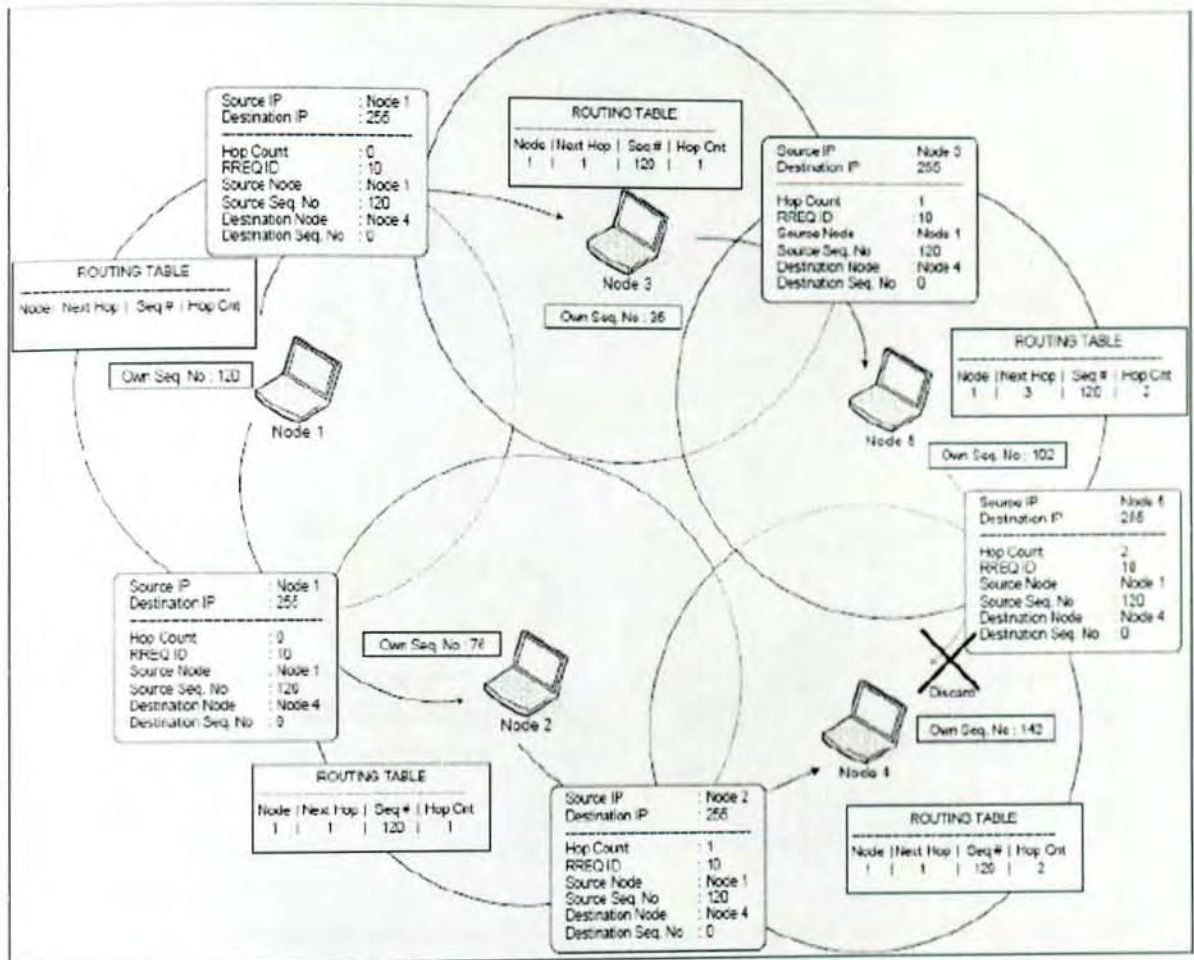 Source IP : Node 1
Destination IP : 255
Hop Count : 0
RREQ ID : 10
Source Node : Node 1
Source Seq. No : 120
Destination Node : Node 4
Destination Seq. No : 0
ROUTING TABLE
Node | Next Hop | Seq # | Hop Cnt
1 | 1 | 120 | 1
Node 3
Own Seq. No : 36
Source IP Node 3
Destination IP 255
Hop Count 1
RREQ ID 10
Source Node Node 1
Source Seq. No 120
Destination Node Node 4
Destination Seq. No 0
ROUTING TABLE
Node | Next Hop | Seq # | Hop Cnt
Own Seq. No : 120
Node 1
ROUTING TABLE
Node | Next Hop | Seq # | Hop Cnt
1 | 3 | 120 | 2
Node 5
Own Seq. No : 102
Source IP Node 5
Destination IP 255
Hop Count 2
RREQ ID 10
Source Node Node 1
Source Seq. No 120
Destination Node Node 4
Destination Seq. No : 0
Source IP : Node 1
Destination IP : 255
Hop Count : 0
RREQ ID : 10
Source Node : Node 1
Source Seq. No : 120
Destination Node : Node 4
Destination Seq. No : 0
Own Seq. No : 76
Node 2
Discard
Own Seq. No : 142
Node 4
ROUTING TABLE
Node | Next Hop | Seq # | Hop Cnt
1 | 1 | 120 | 1
Source IP : Node 2
Destination IP : 255
Hop Count : 1
RREQ ID : 10
Source Node : Node 1
Source Seq. No : 120
Destination Node : Node 4
Destination Seq. No : 0
ROUTING TABLE
Node | Next Hop | Seq # | Hop Cnt
1 | 1 | 120 | 2